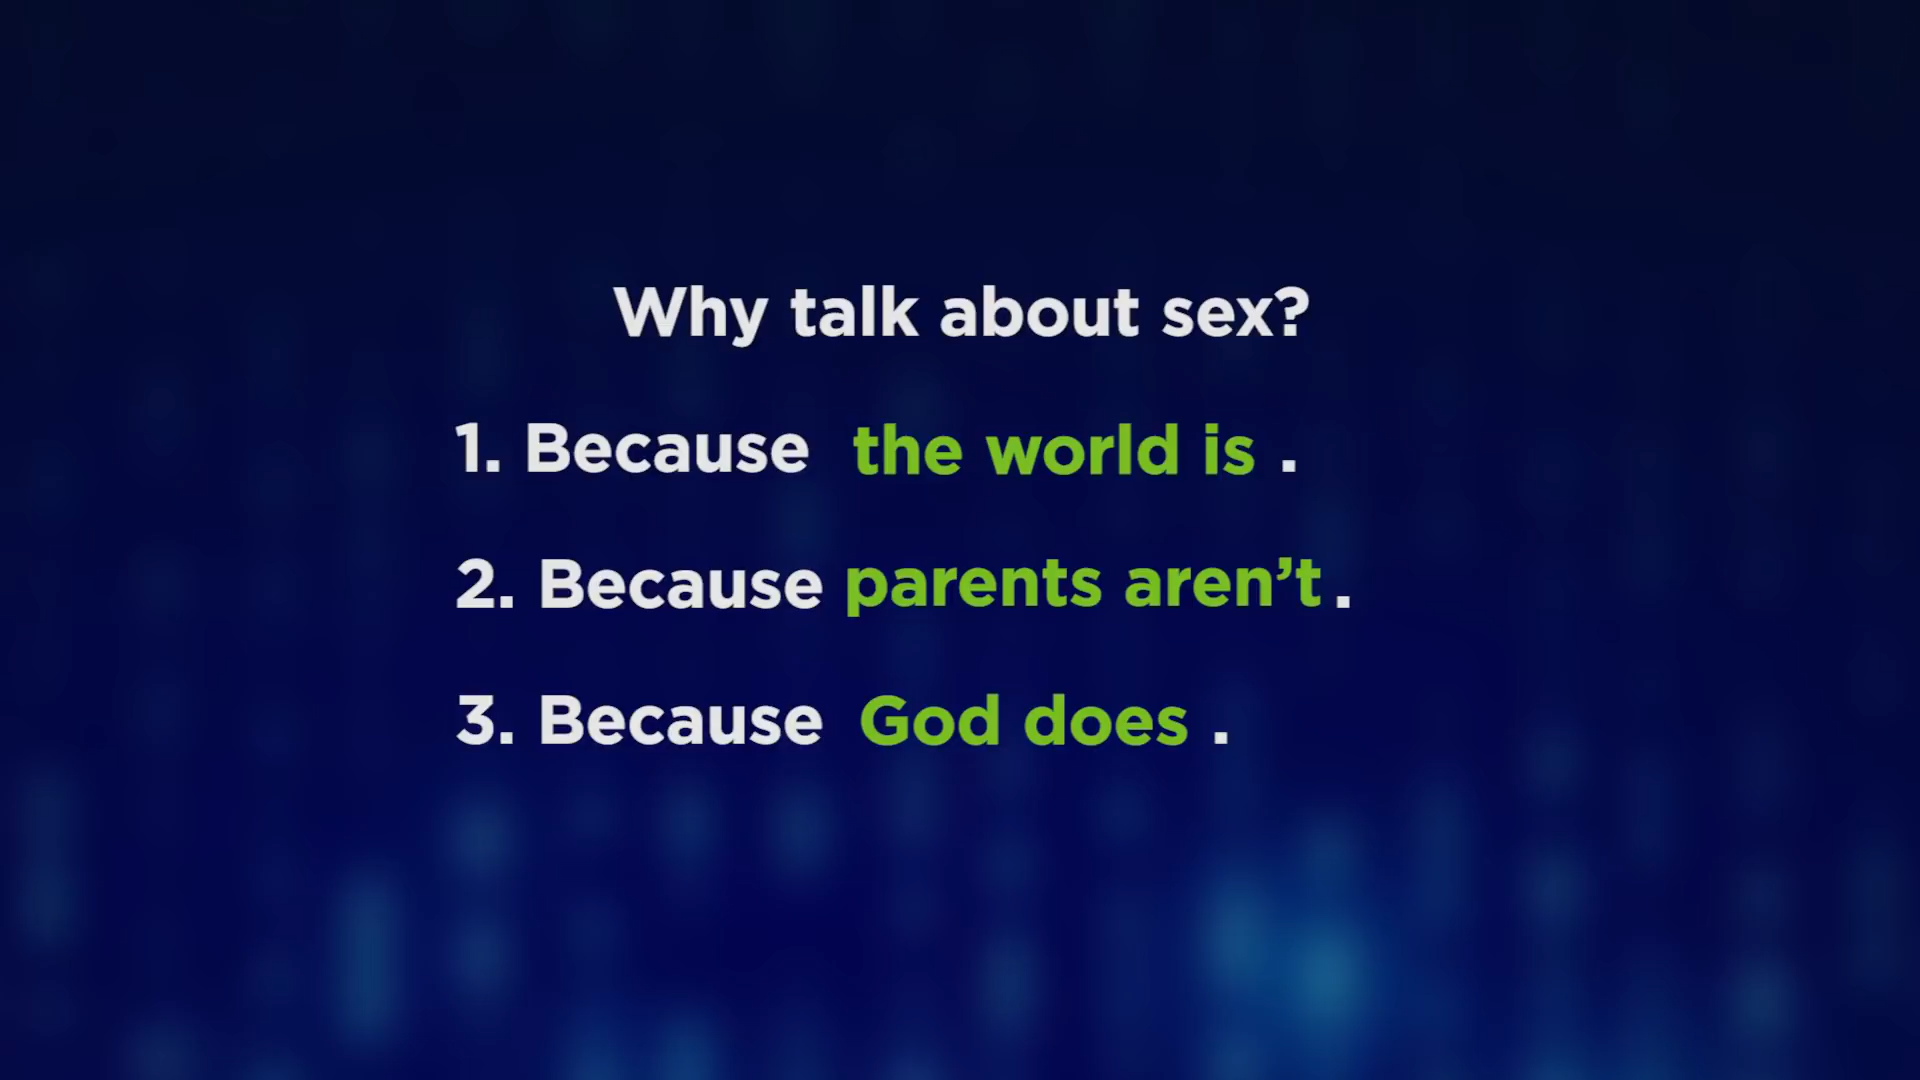 Why talk about sex?
1. Because the world is .
2. Because parents aren’t .
3. Because God does .